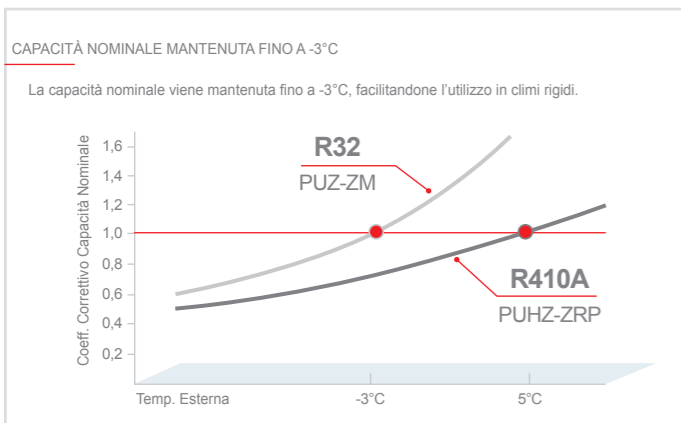 CAPACITÀ NOMINALE MANTENUTA FINO A -3°C
La capacità nominale viene mantenuta fino a -3°C, facilitandone l'utilizzo in climi rigidi.
Coeff. Correttivo Capacità Nominale
1,6
1,4
1,2
1,0
0,8
0,6
0,4
0,2
R32
PUZ-ZM
R410A
PUHZ-ZRP
Temp. Esterna
-3°C
5°C